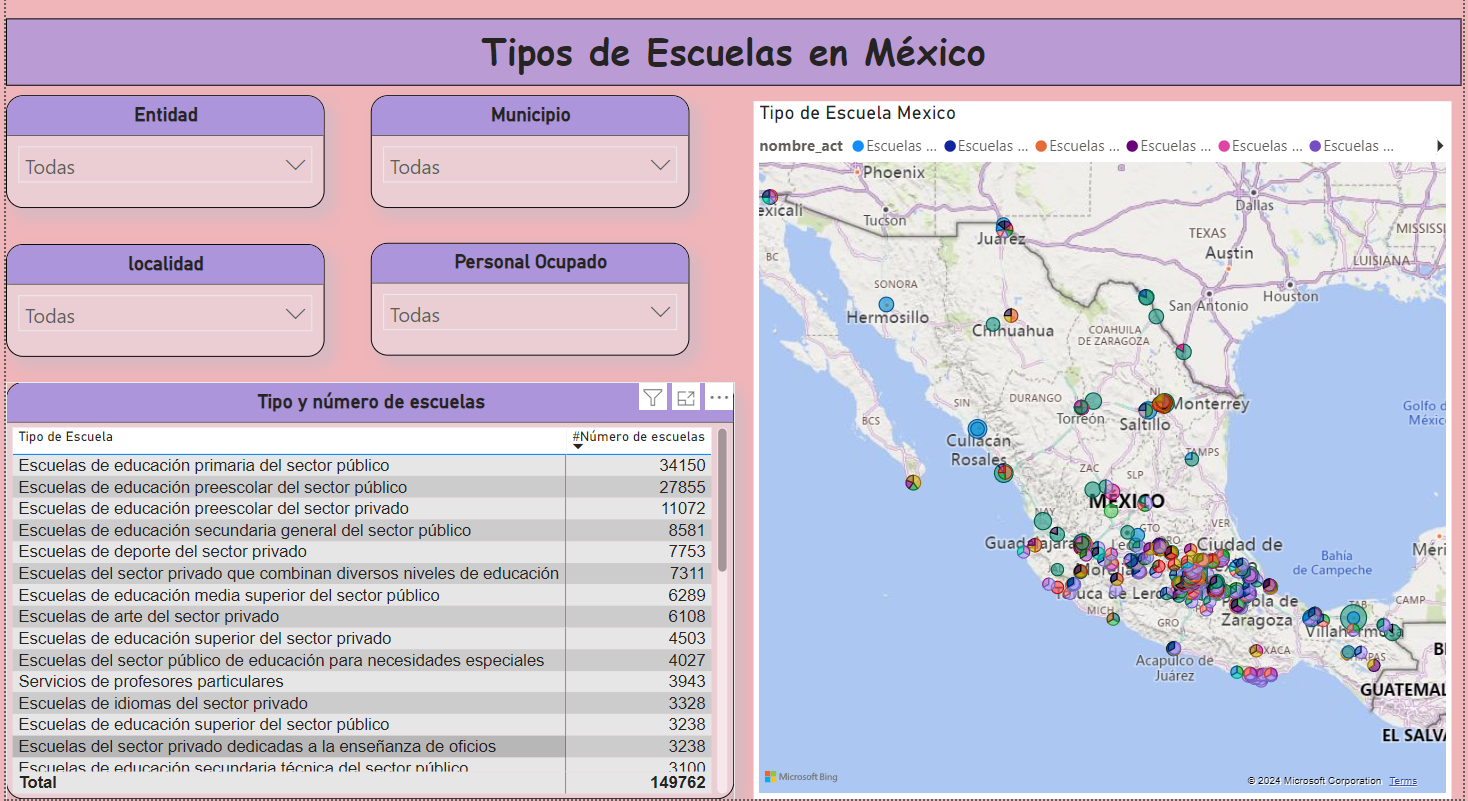 Tipos de Escuelas en México
Entidad
Todas
Municipio
Todas
localidad
Todas
Personal Ocupado
Todas
Tipo y número de escuelas
Tipo de Escuela #Número de escuelas
Escuelas de educación primaria del sector público 34150
Escuelas de educación preescolar del sector público 27855
Escuelas de educación preescolar del sector privado 11072
Escuelas de educación secundaria general del sector público 8581
Escuelas de deporte del sector privado 7753
Escuelas del sector privado que combinan diversos niveles de educación 7311
Escuelas de educación media superior del sector público 6289
Escuelas de arte del sector privado 6108
Escuelas de educación superior del sector privado 4503
Escuelas del sector público de educación para necesidades especiales 4027
Servicios de profesores particulares 3943
Escuelas de idiomas del sector privado 3328
Escuelas de educación superior del sector público 3238
Escuelas del sector privado dedicadas a la enseñanza de oficios 3238
Escuelas de educación secundaria técnica del sector público 3100
Total 149762
Tipo de Escuela Mexico
nombre_act Escuelas ... Escuelas ... Escuelas ... Escuelas ... Escuelas ... Escuelas ...
Phoenix
exicali
Tucson
Dallas
Juárez
TEXAS
MISSISSI
Austin
BC
LUISIANA
SONORA
Houston
San Antonio
Hermosillo
Chihuahua
COAHUILA
DE ZARAGOZA
NL
DURANGO
SIN
Monterrey
Golfo d
Méxic
BCS
Torreón
Saltillo
Culiacán
Rosales
TAMPS
ZAC
SLP
MÉXICO
NAY
GTO
VER
Guadalajara
Ciudad de
Méri
Bahía
de Campeche
Toluca de Ler
Puebla de
Zaragoza
TAB
CAMP
MICH
GRO
Villahermosa
OAXACA
Acapulco de
Juárez
GUATEMAL
EL SALV
Microsoft Bing
© 2024 Microsoft Corporation Terms